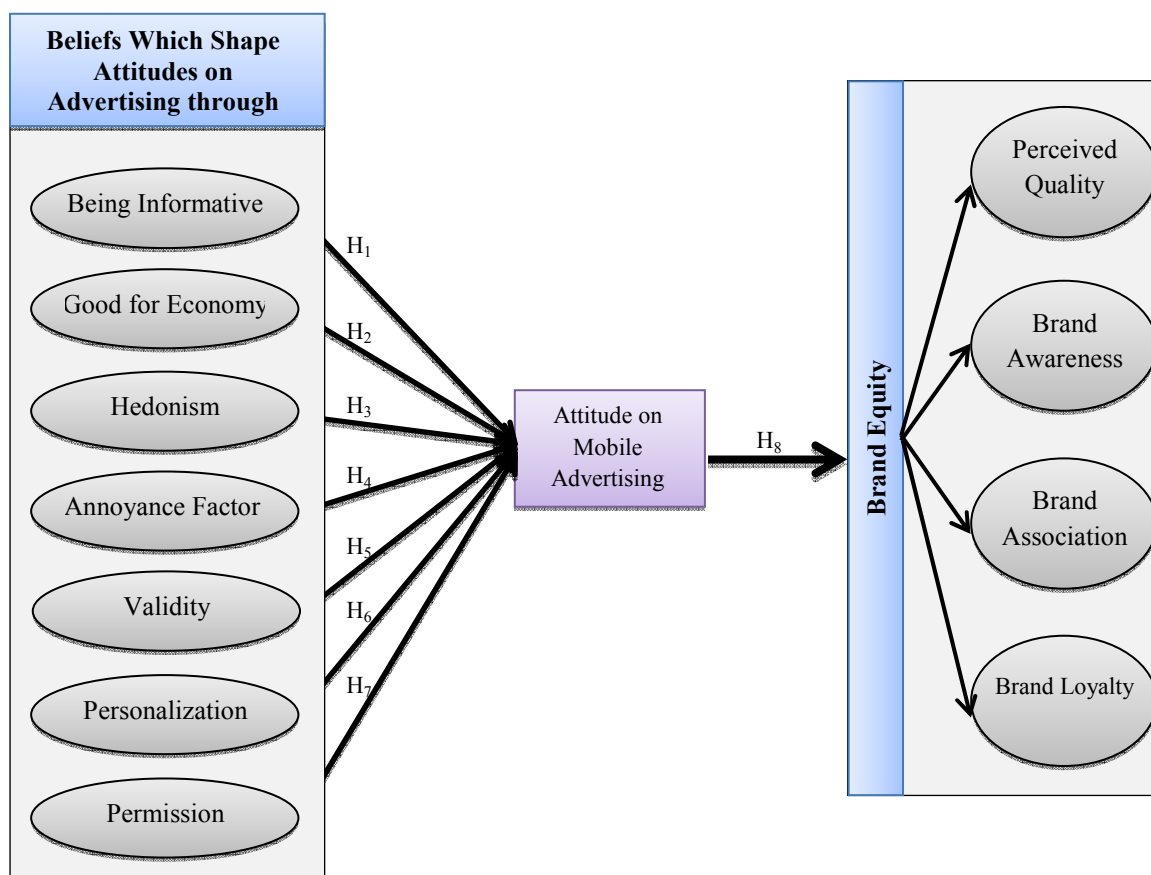 Beliefs Which Shape
Attitudes on
Advertising through
Being Informative
Good for Economy
Hedonism
Annoyance Factor
Validity
Personalization
Permission
H₁
H₂
H₃
H₄
H₅
H₆
H₇
Attitude on
Mobile
Advertising
H₈
Brand Equity
Perceived
Quality
Brand
Awareness
Brand
Association
Brand Loyalty